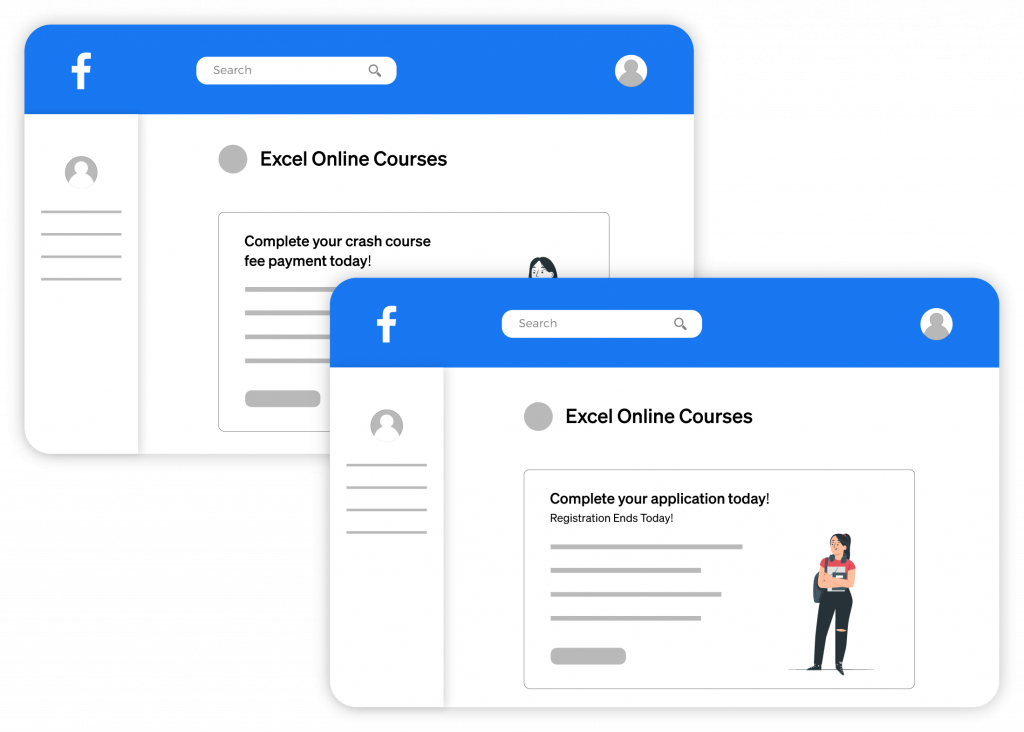 f
Search
Excel Online Courses
Complete your crash course
fee payment today!
f
Search
Excel Online Courses
Complete your application today!
Registration Ends Today!